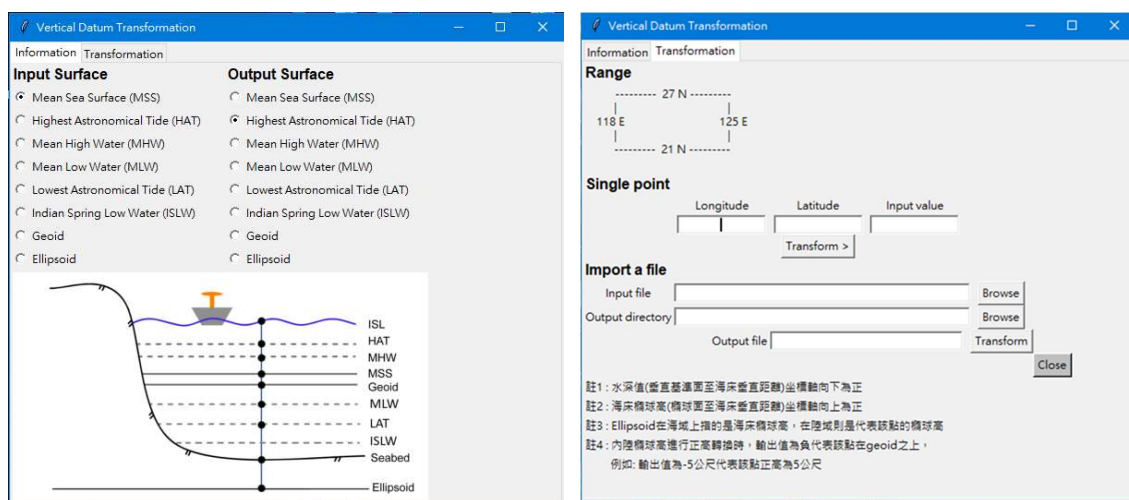 Vertical Datum Transformation
Information Transformation
Input Surface Output Surface
Mean Sea Surface (MSS) Mean Sea Surface (MSS)
Highest Astronomical Tide (HAT) Highest Astronomical Tide (HAT)
Mean High Water (MHW) Mean High Water (MHW)
Mean Low Water (MLW) Mean Low Water (MLW)
Lowest Astronomical Tide (LAT) Lowest Astronomical Tide (LAT)
Indian Spring Low Water (ISLW) Indian Spring Low Water (ISLW)
Geoid Geoid
Ellipsoid Ellipsoid
ISL
HAT
MHW
MSS
Geoid
MLW
LAT
ISLW
Seabed
Ellipsoid
Vertical Datum Transformation
Information Transformation
Range
--------- 27 N ---------
118 E 125 E
--------- 21 N ---------
Single point
Longitude Latitude Input value
Transform >
Import a file
Input file Browse
Output directory Browse
Output file Transform
Close
註1 : 水深值(垂直基準面至海床垂直距離)坐標軸向下為正
註2 : 海床橢球高(橢球面至海床垂直距離)坐標軸向上為正
註3 : Ellipsoid在海域上指的是海床橢球高，在陸域則是代表該點的橢球高
註4 : 內陸橢球高進行正高轉換時，輸出值為負代表該點在geoid之上，
例如: 輸出值為-5公尺代表該點正高為5公尺